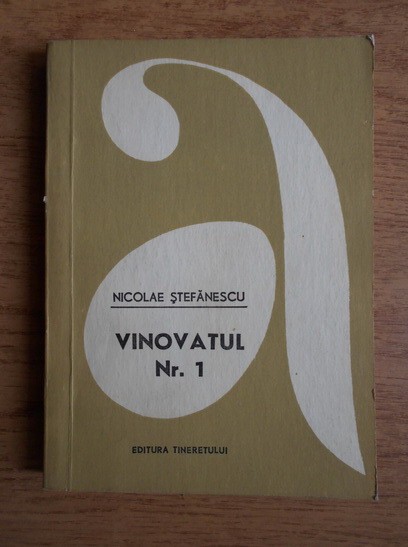 NICOLAE ŞTEFĂNESCU
VINOVATUL
Nr. 1
EDITURA TINERETULUI